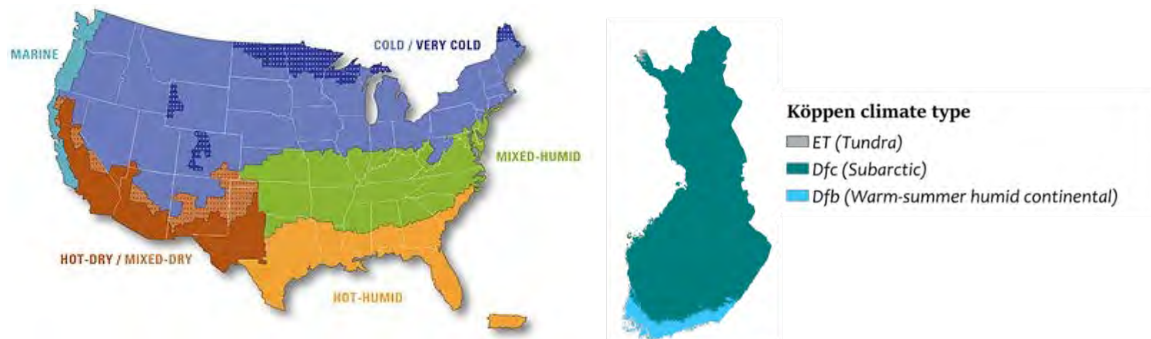 MARINE
COLD / VERY COLD
MIXED-HUMID
HOT-DRY / MIXED-DRY
HOT-HUMID
Köppen climate type
ET (Tundra)
Dfc (Subarctic)
Dfb (Warm-summer humid continental)